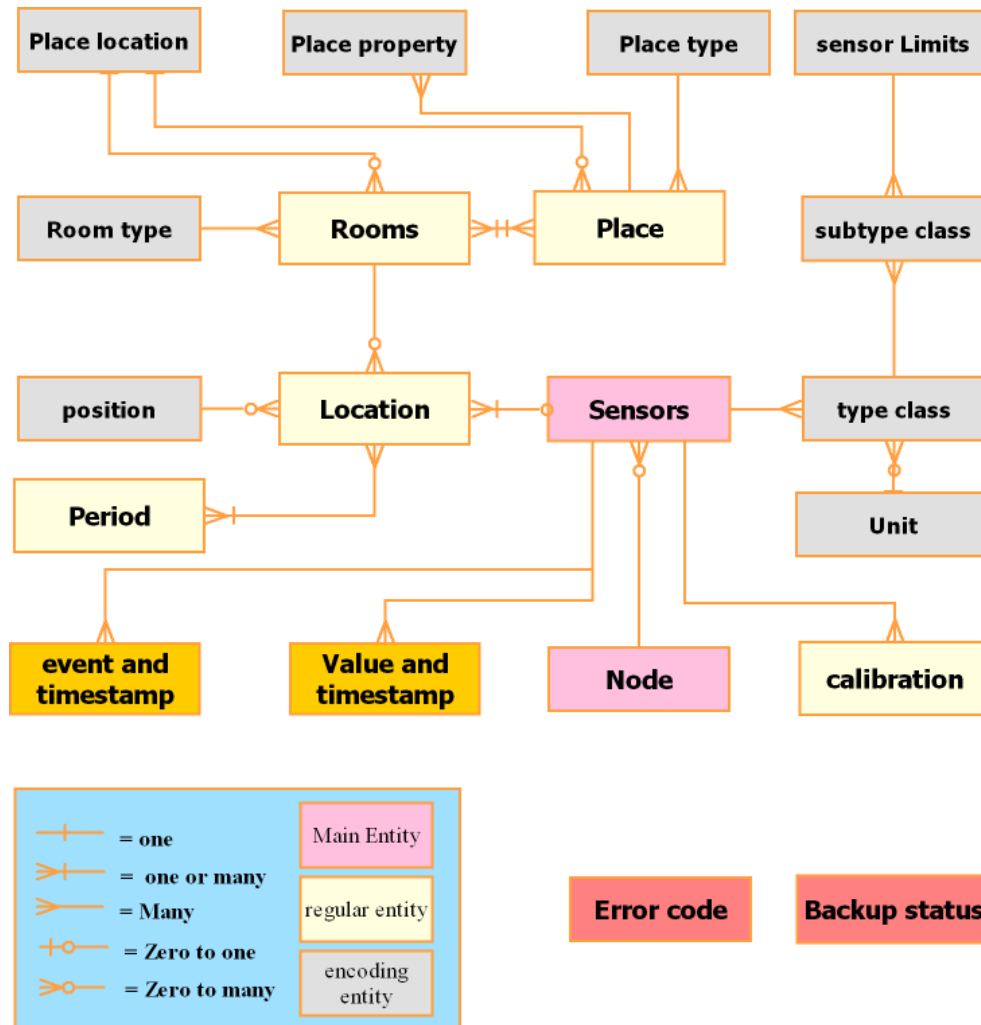 Place location
Place property
Place type
sensor Limits
Room type
Rooms
Place
subtype class
position
Location
Sensors
type class
Period
Unit
event and
timestamp
Value and
timestamp
Node
calibration
= one
= one or many
= Many
= Zero to one
= Zero to many
Main Entity
regular entity
encoding
entity
Error code
Backup status